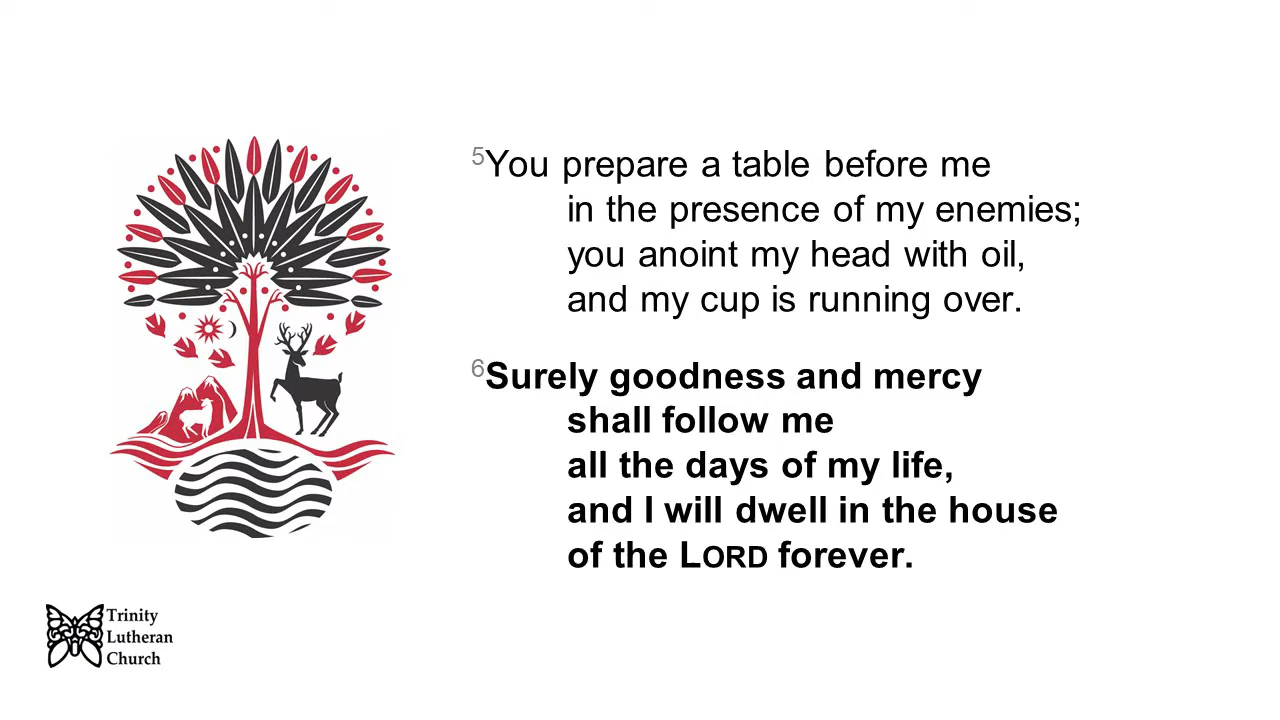 5You prepare a table before me
in the presence of my enemies;
you anoint my head with oil,
and my cup is running over.
6Surely goodness and mercy
shall follow me
all the days of my life,
and I will dwell in the house
of the LORD forever.
Trinity
Lutheran
Church